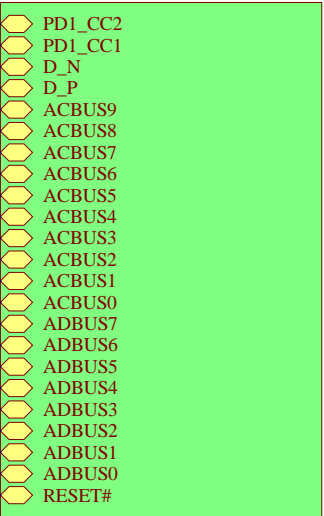 PD1_CC2
PD1_CC1
D_N
D_P
ACBUS9
ACBUS8
ACBUS7
ACBUS6
ACBUS5
ACBUS4
ACBUS3
ACBUS2
ACBUS1
ACBUS0
ADBUS7
ADBUS6
ADBUS5
ADBUS4
ADBUS3
ADBUS2
ADBUS1
ADBUS0
RESET#